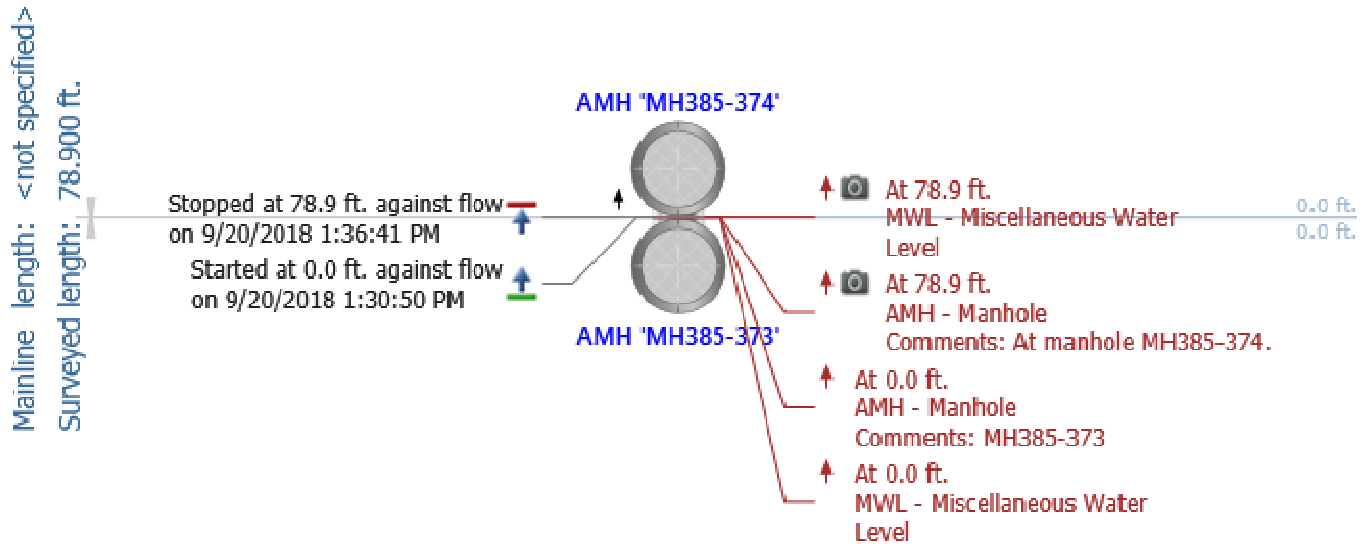 Mainline length: <not specified>
Surveyed length: 78.900 ft.
AMH 'MH385-374'
Stopped at 78.9 ft. against flow
on 9/20/2018 1:36:41 PM
Started at 0.0 ft. against flow
on 9/20/2018 1:30:50 PM
AMH 'MH385-373'
At 78.9 ft.
MWL - Miscellaneous Water
Level
At 78.9 ft.
AMH - Manhole
Comments: At manhole MH385-374.
At 0.0 ft.
AMH - Manhole
Comments: MH385-373
At 0.0 ft.
MWL - Miscellaneous Water
Level
0.0 ft.
0.0 ft.